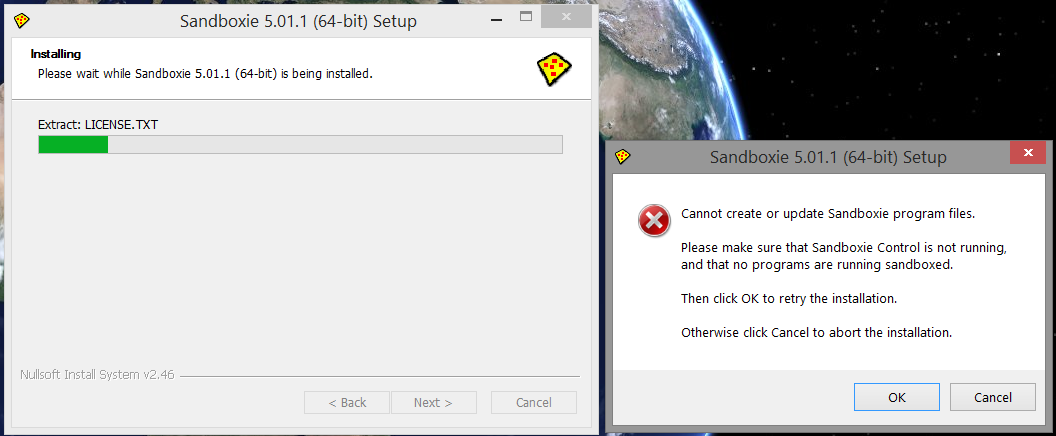 Sandboxie 5.01.1 (64-bit) Setup
Installing
Please wait while Sandboxie 5.01.1 (64-bit) is being installed.
Extract: LICENSE.TXT
Nullsoft Install System v2.46
< Back
Next >
Cancel
Sandboxie 5.01.1 (64-bit) Setup
Cannot create or update Sandboxie program files.
Please make sure that Sandboxie Control is not running,
and that no programs are running sandboxed.
Then click OK to retry the installation.
Otherwise click Cancel to abort the installation.
OK
Cancel